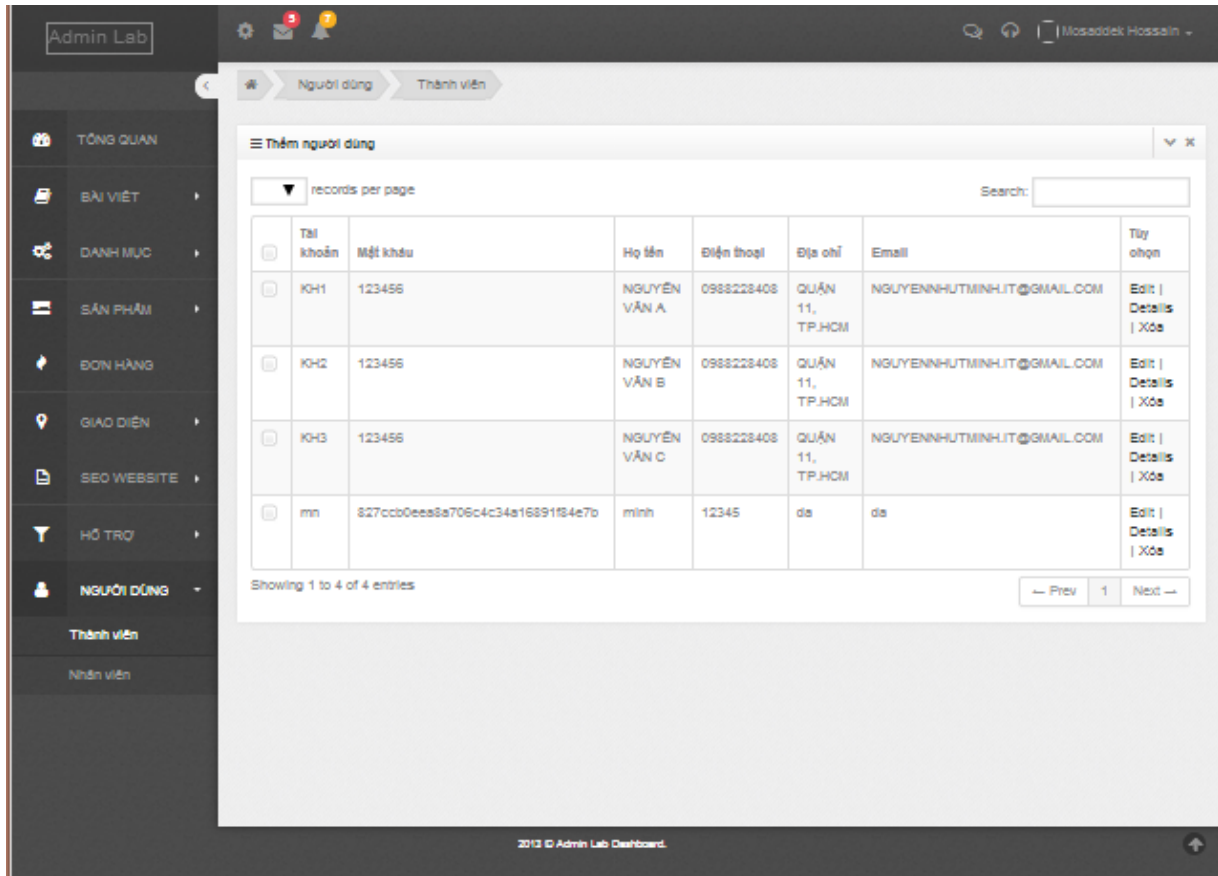 Admin Lab
5
7
Mosaddek Hossain
Người dùng
Thành viên
TỔNG QUAN
BÀI VIẾT
DANH MỤC
SẢN PHẨM
ĐƠN HÀNG
GIAO DIỆN
SEO WEBSITE
HỖ TRỢ
NGƯỜI DÙNG
Thành viên
Nhân viên
Thêm người dùng
records per page
Search:
Tài khoản Mật khẩu Họ tên Điện thoại Địa chỉ Email Tùy chọn
KH1 123456 NGUYỄN VĂN A 0988228408 QUẬN 11, TP.HCM NGUYENNHUTMINH.IT@GMAIL.COM Edit | Details | Xóa
KH2 123456 NGUYỄN VĂN B 0988228408 QUẬN 11, TP.HCM NGUYENNHUTMINH.IT@GMAIL.COM Edit | Details | Xóa
KH3 123456 NGUYỄN VĂN C 0988228408 QUẬN 11, TP.HCM NGUYENNHUTMINH.IT@GMAIL.COM Edit | Details | Xóa
mn 827ccb0eea8a706c4c34a16891f84e7b minh 12345 da da Edit | Details | Xóa
Showing 1 to 4 of 4 entries
← Prev 1 Next →
2013 © Admin Lab Dashboard.